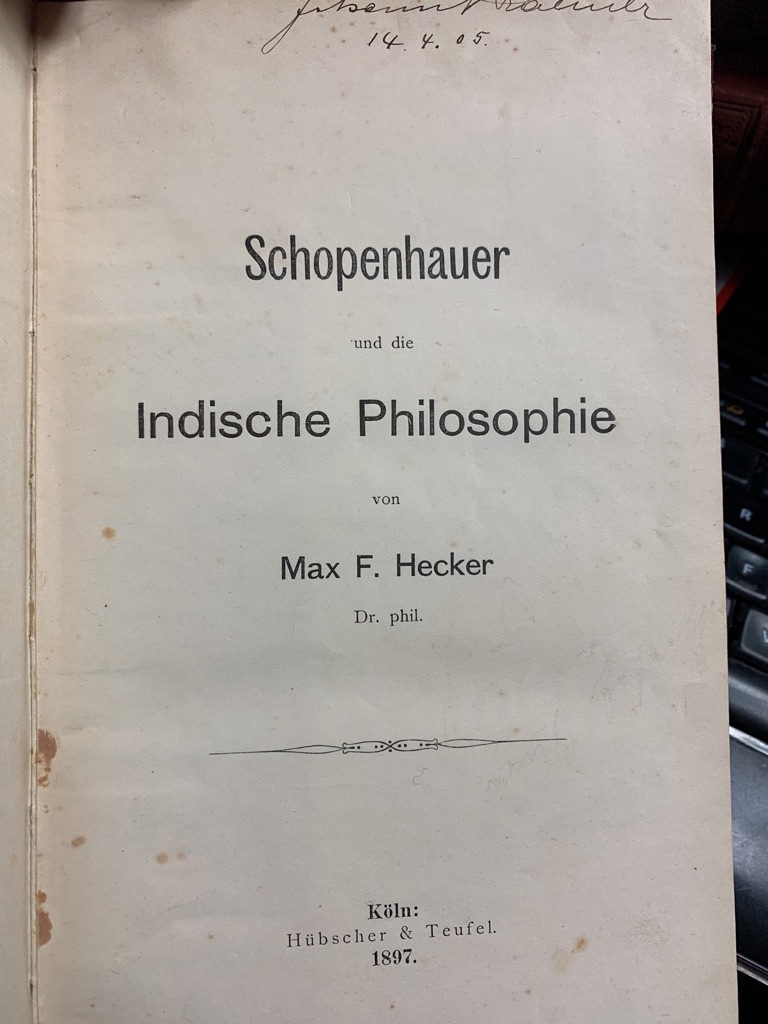 14. 4. 05.
Schopenhauer
und die
Indische Philosophie
von
Max F. Hecker
Dr. phil.
Köln:
Hübscher & Teufel.
1897.
R
F